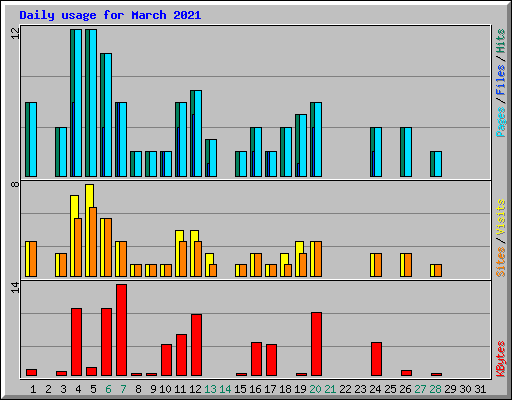 Daily usage for March 2021
12
Pages / Files / Hits
8
Sites / Visits
14
KBytes
1 2 3 4 5 6 7 8 9 10 11 12 13 14 15 16 17 18 19 20 21 22 23 24 25 26 27 28 29 30 31